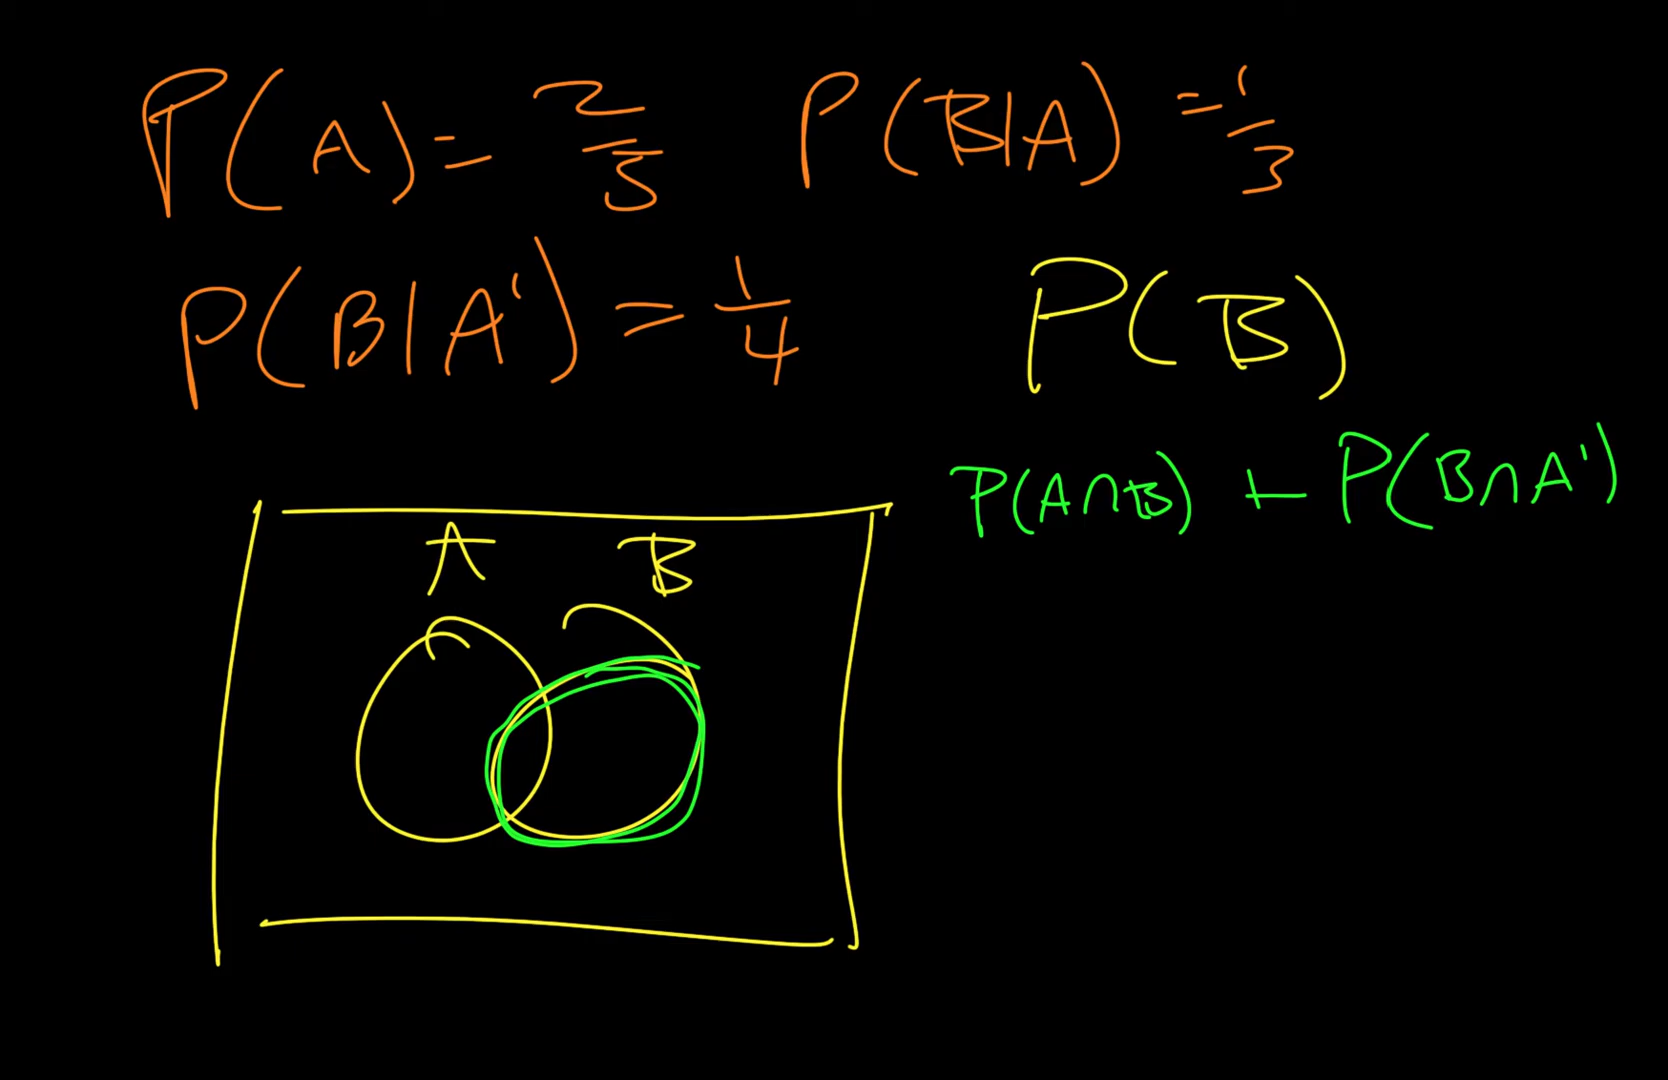 P(A) = 2/5 P(B|A) = 1/3
P(B|A') = 1/4 P(B)
P(A∩B) + P(B∩A')
A B